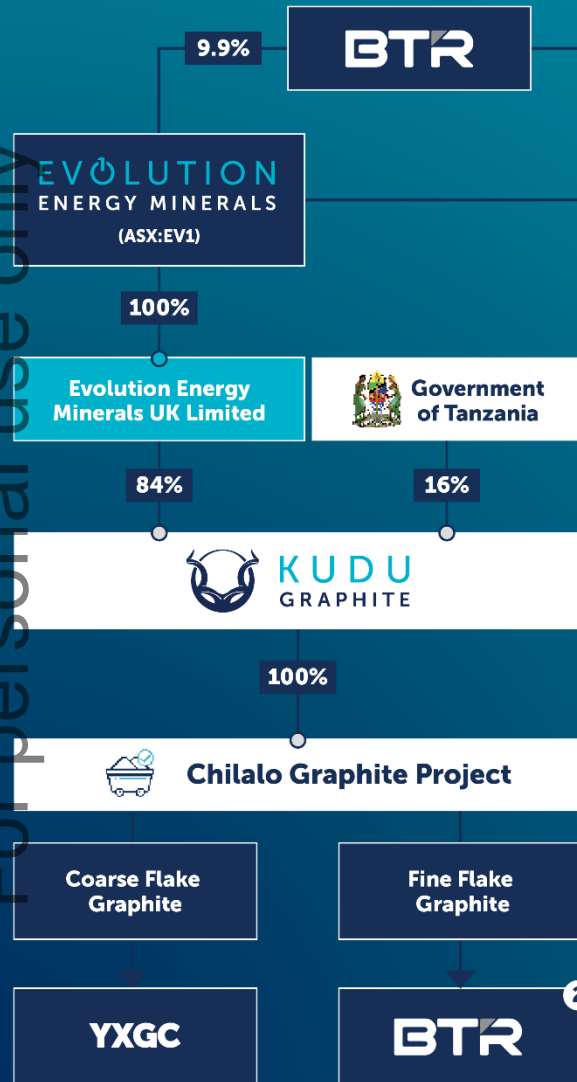 9.9%
BTR
EVOLUTION
ENERGY MINERALS
(ASX:EV1)
100%
Evolution Energy
Minerals UK Limited
Government
of Tanzania
84%
16%
KUDU
GRAPHITE
100%
Chilalo Graphite Project
Coarse Flake
Graphite
Fine Flake
Graphite
YXGC
BTR
2
For personal use only